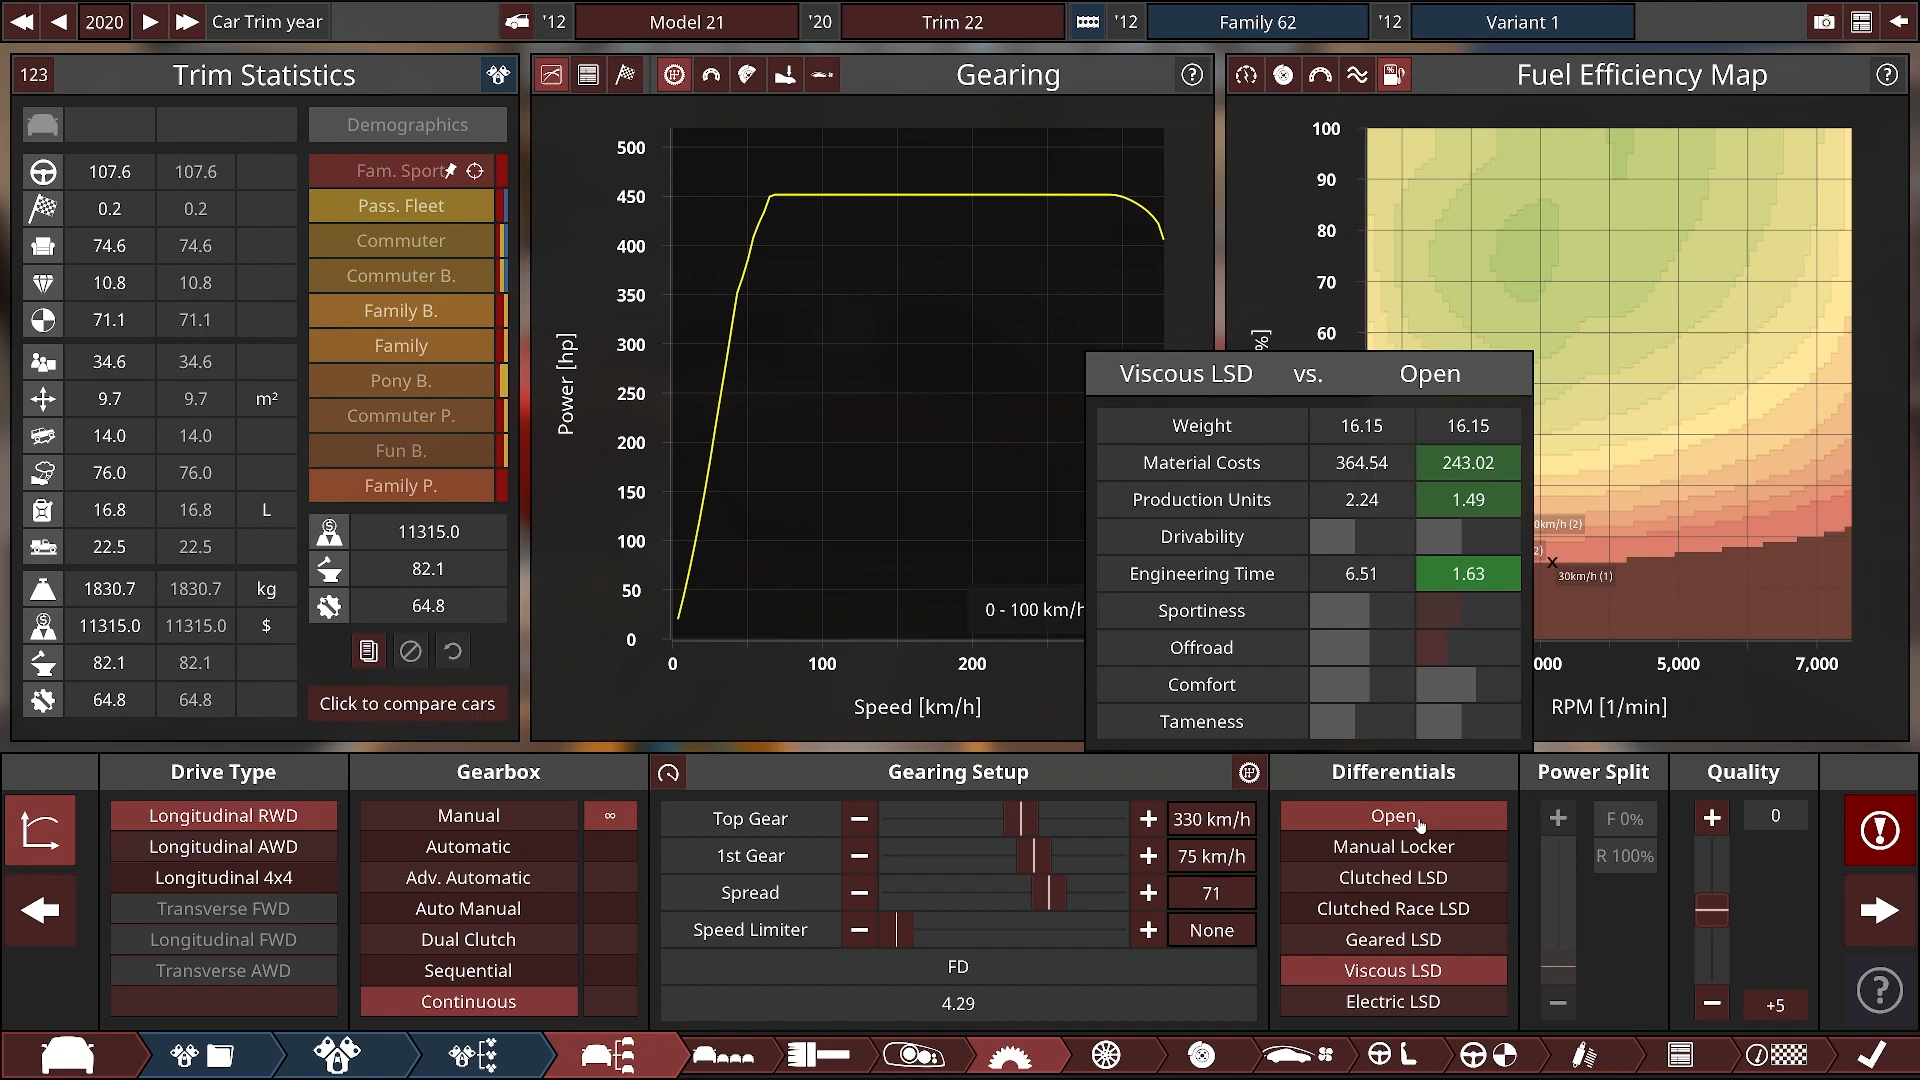 2020
Car Trim year
'12
Model 21
'20
Trim 22
'12
Family 62
'12
Variant 1
123
Trim Statistics
Demographics
107.6 107.6
0.2 0.2
74.6 74.6
10.8 10.8
71.1 71.1
34.6 34.6
9.7 9.7 m²
14.0 14.0
76.0 76.0
16.8 16.8 L
22.5 22.5
1830.7 1830.7 kg
11315.0 11315.0 $
82.1 82.1
64.8 64.8
Fam. Sport
Pass. Fleet
Commuter
Commuter B.
Family B.
Family
Pony B.
Commuter P.
Fun B.
Family P.
11315.0
82.1
64.8
Click to compare cars
Gearing
?
Power [hp]
500
450
400
350
300
250
200
150
100
50
0
0 100 200
Speed [km/h]
0 - 100 km/h
Fuel Efficiency Map
?
100
90
80
70
60
%]
0km/h (2)
2)
x
30km/h (1)
000 5,000 7,000
RPM [1/min]
Viscous LSD vs. Open
Weight 16.15 16.15
Material Costs 364.54 243.02
Production Units 2.24 1.49
Drivability
Engineering Time 6.51 1.63
Sportiness
Offroad
Comfort
Tameness
Drive Type
Longitudinal RWD
Longitudinal AWD
Longitudinal 4x4
Transverse FWD
Longitudinal FWD
Transverse AWD
Gearbox
Manual ∞
Automatic
Adv. Automatic
Auto Manual
Dual Clutch
Sequential
Continuous
Gearing Setup
Top Gear − + 330 km/h
1st Gear − + 75 km/h
Spread − + 71
Speed Limiter − + None
FD
4.29
Differentials
Open
Manual Locker
Clutched LSD
Clutched Race LSD
Geared LSD
Viscous LSD
Electric LSD
Power Split
+ F 0%
R 100%
−
Quality
+ 0
− +5
?